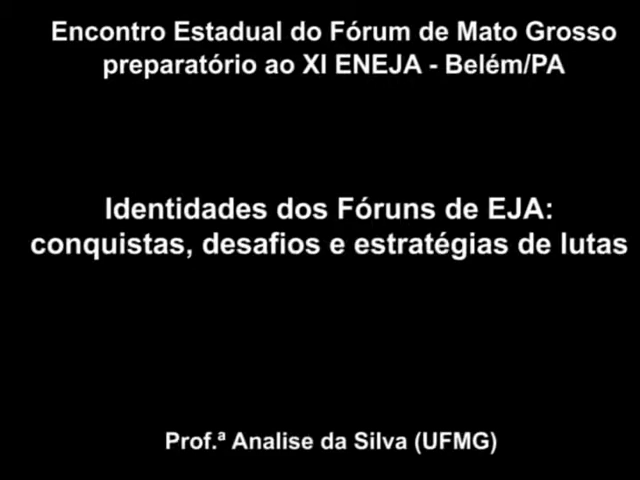 Encontro Estadual do Fórum de Mato Grosso
preparatório ao XI ENEJA - Belém/PA
Identidades dos Fóruns de EJA:
conquistas, desafios e estratégias de lutas
Prof.ª Analise da Silva (UFMG)